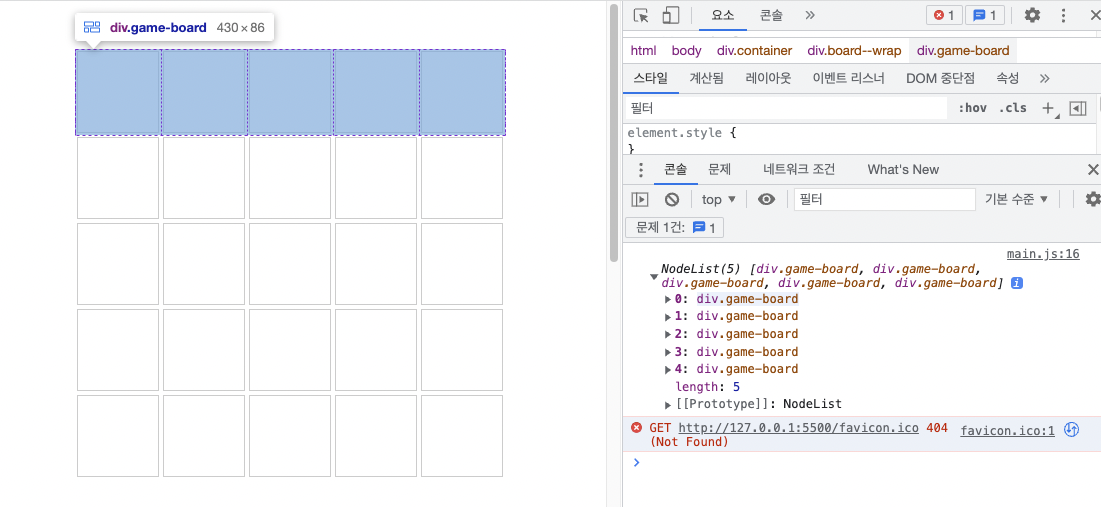 div.game-board 430 × 86
요소 콘솔 » 1 1
html body div.container div.board--wrap div.game-board
스타일 계산됨 레이아웃 이벤트 리스너 DOM 중단점 속성 »
필터 :hov .cls +
element.style {
}
콘솔 문제 네트워크 조건 What's New
top ▼ 필터 기본 수준 ▼
문제 1건: 1
main.js:16
NodeList(5) [div.game-board, div.game-board,
div.game-board, div.game-board, div.game-board]
0: div.game-board
1: div.game-board
2: div.game-board
3: div.game-board
4: div.game-board
length: 5
[[Prototype]]: NodeList
GET http://127.0.0.1:5500/favicon.ico 404 favicon.ico:1
(Not Found)